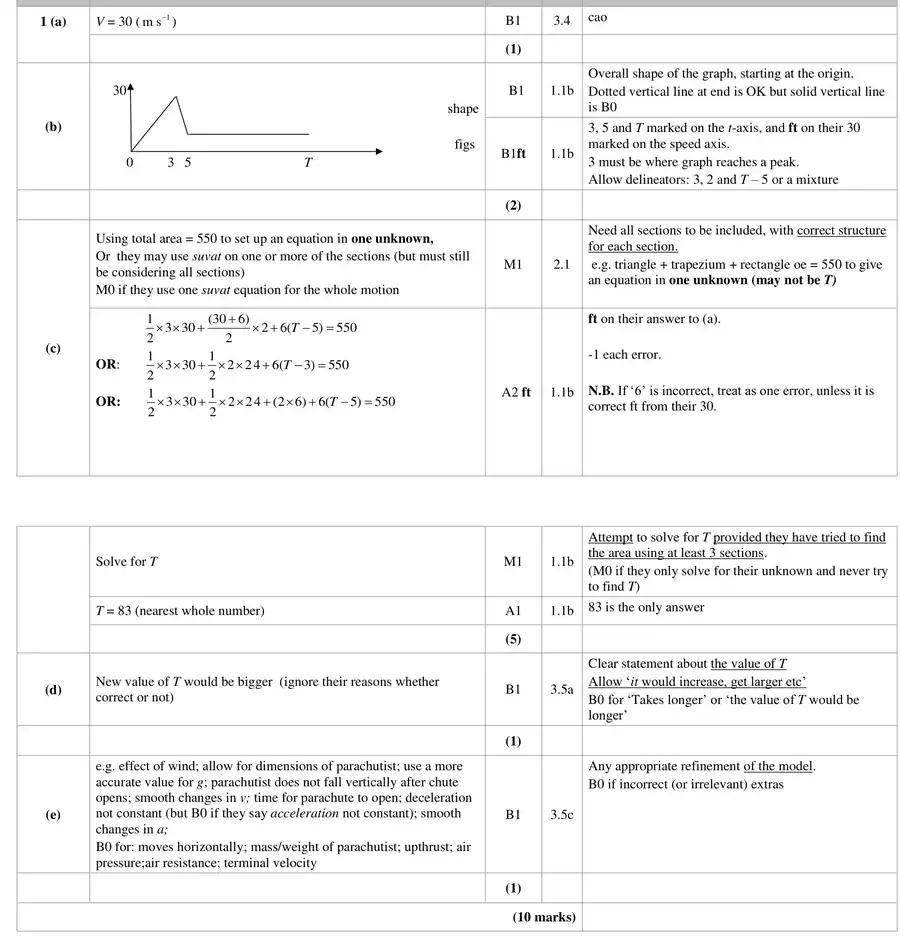 1 (a)
V = 30 ( m s⁻¹ )
B1
3.4
cao
(1)
(b)
30
shape
figs
0 3 5 T
B1
1.1b
Overall shape of the graph, starting at the origin.
Dotted vertical line at end is OK but solid vertical line
is B0
B1ft
1.1b
3, 5 and T marked on the t-axis, and ft on their 30
marked on the speed axis.
3 must be where graph reaches a peak.
Allow delineators: 3, 2 and T – 5 or a mixture
(2)
(c)
Using total area = 550 to set up an equation in one unknown,
Or they may use suvat on one or more of the sections (but must still
be considering all sections)
M0 if they use one suvat equation for the whole motion
M1
2.1
Need all sections to be included, with correct structure
for each section.
e.g. triangle + trapezium + rectangle oe = 550 to give
an equation in one unknown (may not be T)
1/2 × 3 × 30 + (30 + 6)/2 × 2 + 6(T − 5) = 550
OR: 1/2 × 3 × 30 + 1/2 × 2 × 24 + 6(T − 3) = 550
OR: 1/2 × 3 × 30 + 1/2 × 2 × 24 + (2 × 6) + 6(T − 5) = 550
A2 ft
1.1b
ft on their answer to (a).
-1 each error.
N.B. If ‘6’ is incorrect, treat as one error, unless it is
correct ft from their 30.
Solve for T
M1
1.1b
Attempt to solve for T provided they have tried to find
the area using at least 3 sections.
(M0 if they only solve for their unknown and never try
to find T)
T = 83 (nearest whole number)
A1
1.1b
83 is the only answer
(5)
(d)
New value of T would be bigger (ignore their reasons whether
correct or not)
B1
3.5a
Clear statement about the value of T
Allow ‘it would increase, get larger etc’
B0 for ‘Takes longer’ or ‘the value of T would be
longer’
(1)
(e)
e.g. effect of wind; allow for dimensions of parachutist; use a more
accurate value for g; parachutist does not fall vertically after chute
opens; smooth changes in v; time for parachute to open; deceleration
not constant (but B0 if they say acceleration not constant); smooth
changes in a;
B0 for: moves horizontally; mass/weight of parachutist; upthrust; air
pressure;air resistance; terminal velocity
B1
3.5c
Any appropriate refinement of the model.
B0 if incorrect (or irrelevant) extras
(1)
(10 marks)